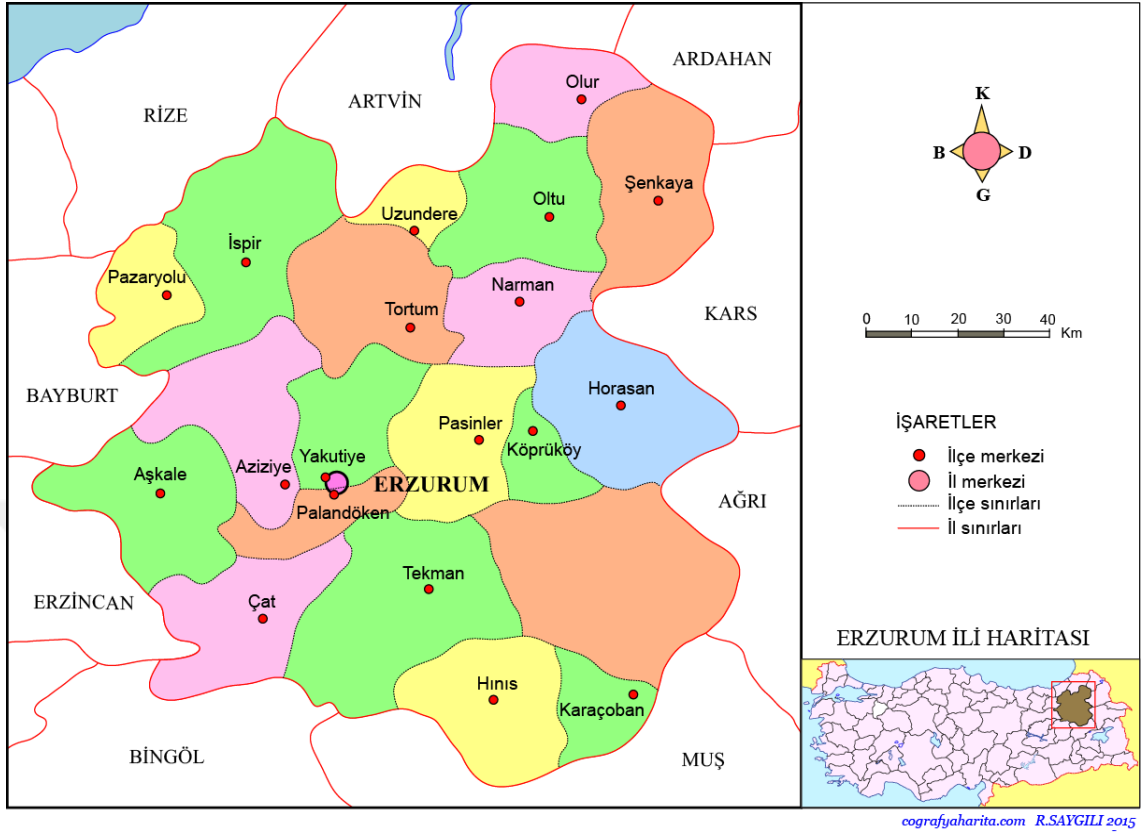 ARDAHAN
Olur
ARTVİN
RİZE
Şenkaya
Uzundere
Oltu
İspir
Pazaryolu
Narman
Tortum
KARS
BAYBURT
Horasan
Pasinler
Köprüköy
Yakutiye
Aziziye
Aşkale
ERZURUM
Palandöken
AĞRI
Tekman
ERZİNCAN
Çat
Hınıs
Karaçoban
BİNGÖL
MUŞ
K
B D
G
0 10 20 30 40
Km
İŞARETLER
İlçe merkezi
İl merkezi
İlçe sınırları
İl sınırları
ERZURUM İLİ HARİTASI
cografyaharita.com R.SAYGILI 2015